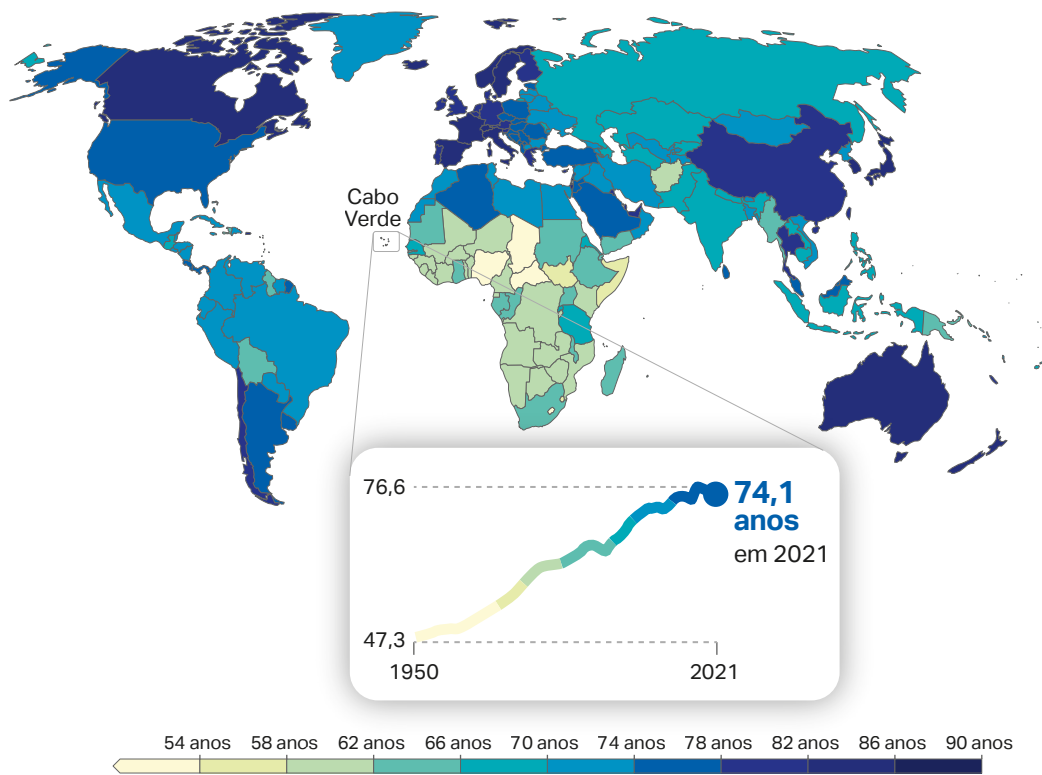 Cabo
Verde
76,6
74,1
anos
em 2021
47,3
1950 2021
54 anos 58 anos 62 anos 66 anos 70 anos 74 anos 78 anos 82 anos 86 anos 90 anos